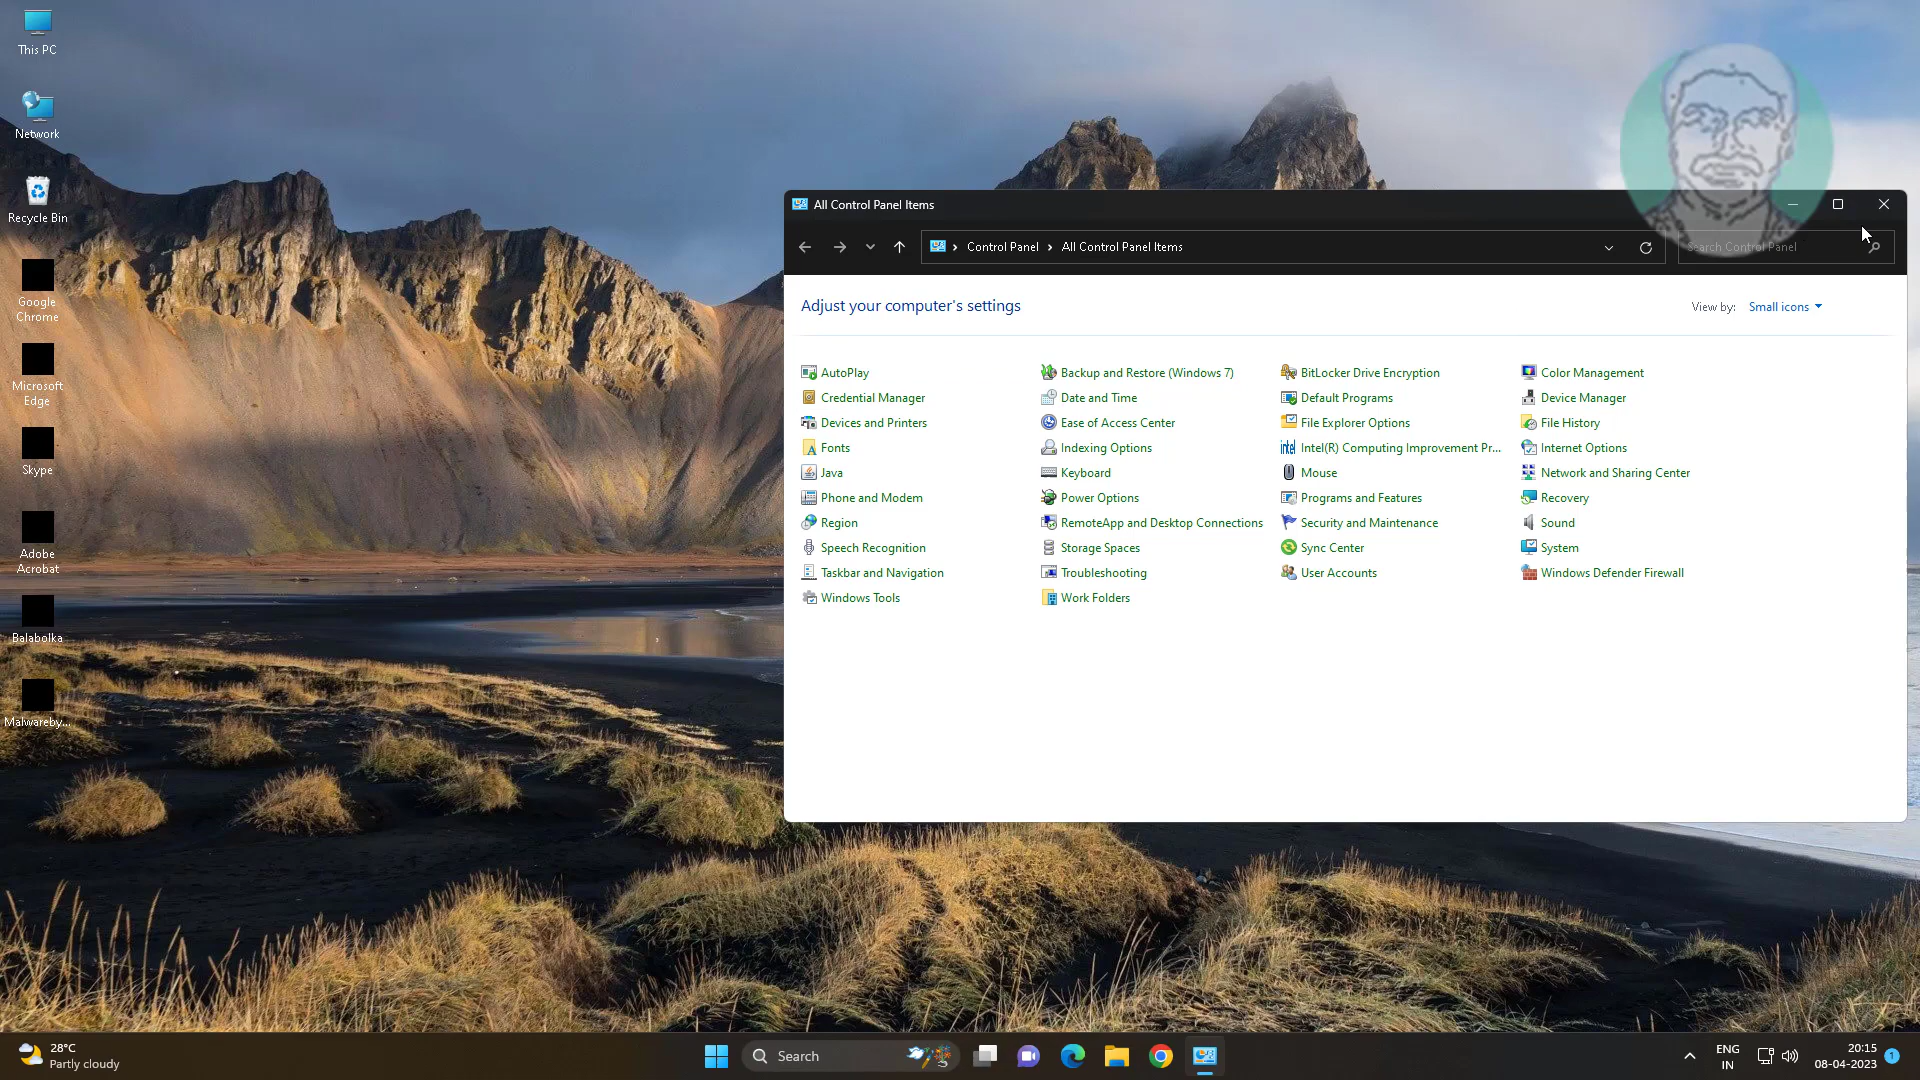 This PC
Network
Recycle Bin
Google
Chrome
Microsoft
Edge
Skype
Adobe
Acrobat
Balabolka
Malwareby...
All Control Panel Items
Control Panel
All Control Panel Items
Search Control Panel
Adjust your computer's settings
View by:
Small icons
AutoPlay
Backup and Restore (Windows 7)
BitLocker Drive Encryption
Color Management
Credential Manager
Date and Time
Default Programs
Device Manager
Devices and Printers
Ease of Access Center
File Explorer Options
File History
Fonts
Indexing Options
Intel(R) Computing Improvement Pr...
Internet Options
Java
Keyboard
Mouse
Network and Sharing Center
Phone and Modem
Power Options
Programs and Features
Recovery
Region
RemoteApp and Desktop Connections
Security and Maintenance
Sound
Speech Recognition
Storage Spaces
Sync Center
System
Taskbar and Navigation
Troubleshooting
User Accounts
Windows Defender Firewall
Windows Tools
Work Folders
28°C
Partly cloudy
Search
ENG
IN
20:15
08-04-2023
1